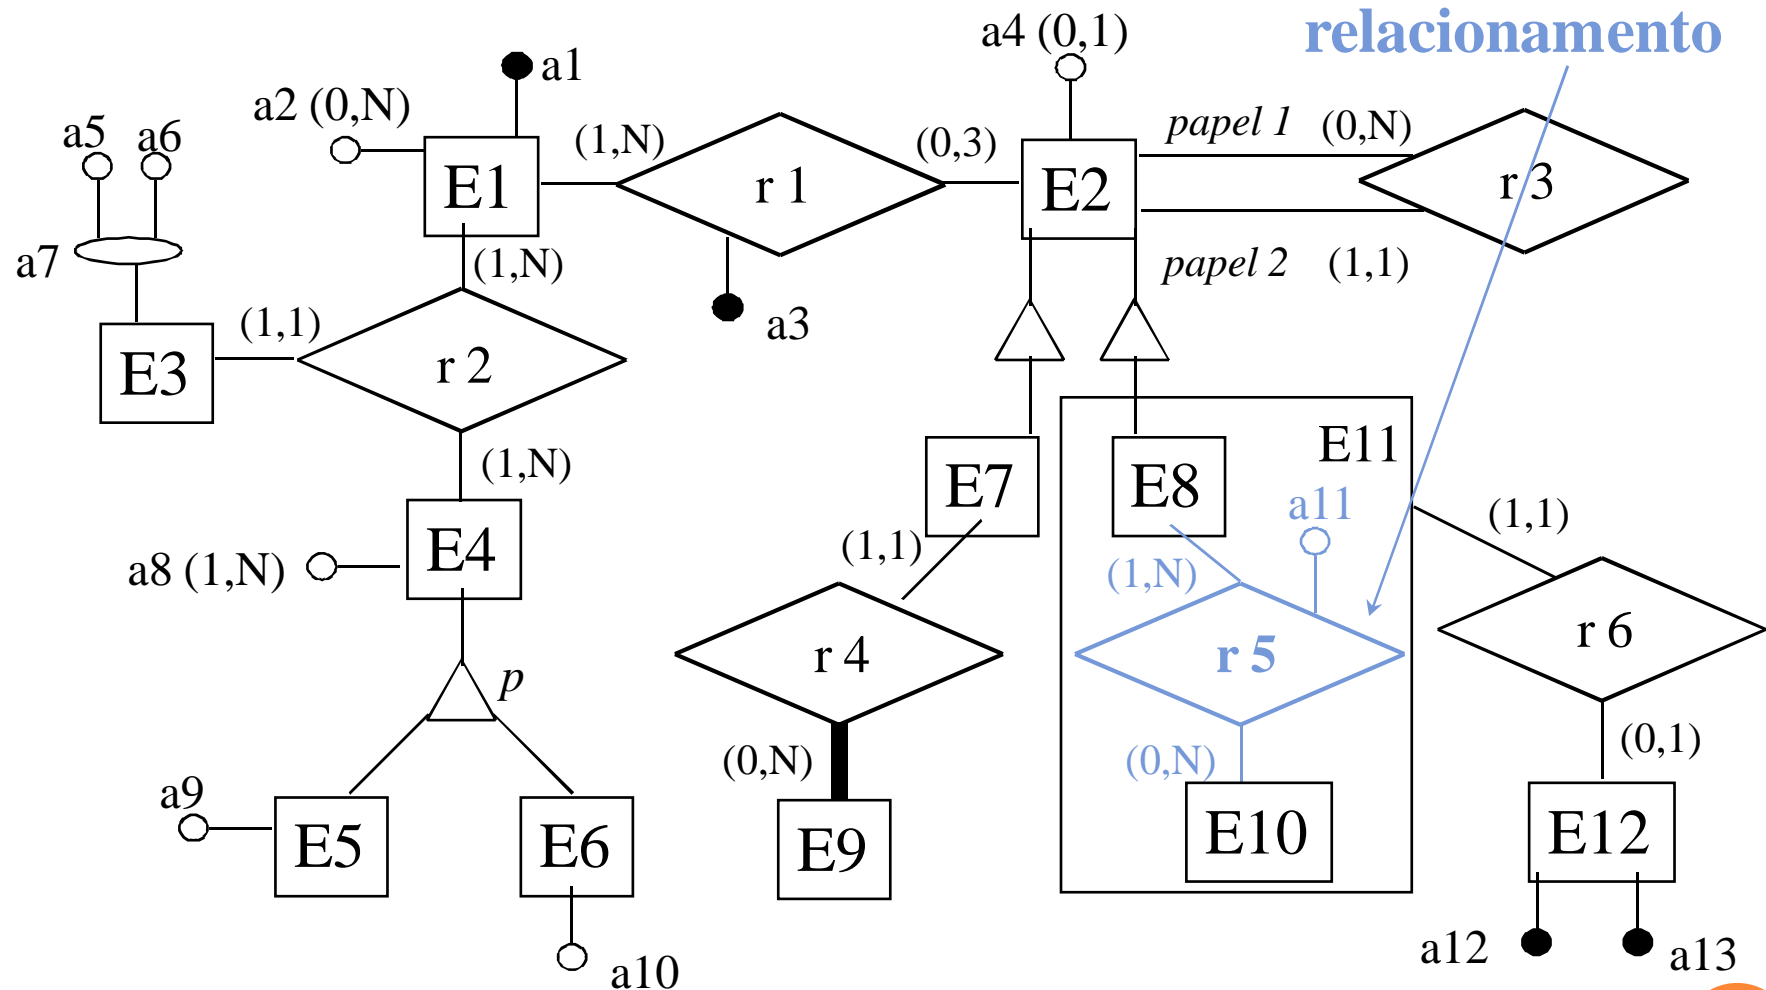 relacionamento
a4 (0,1)
a1
a2 (0,N)
a5 a6
papel 1 (0,N)
(1,N)
(0,3)
E1
r 1
E2
r 3
a7
(1,N)
papel 2 (1,1)
a3
(1,1)
E3
r 2
E11
(1,N)
E7
E8
a11
(1,1)
(1,1)
E4
a8 (1,N)
(1,N)
r 4
r 5
r 6
p
(0,N)
(0,N)
(0,1)
a9
E5
E6
E9
E10
E12
a12
a13
a10